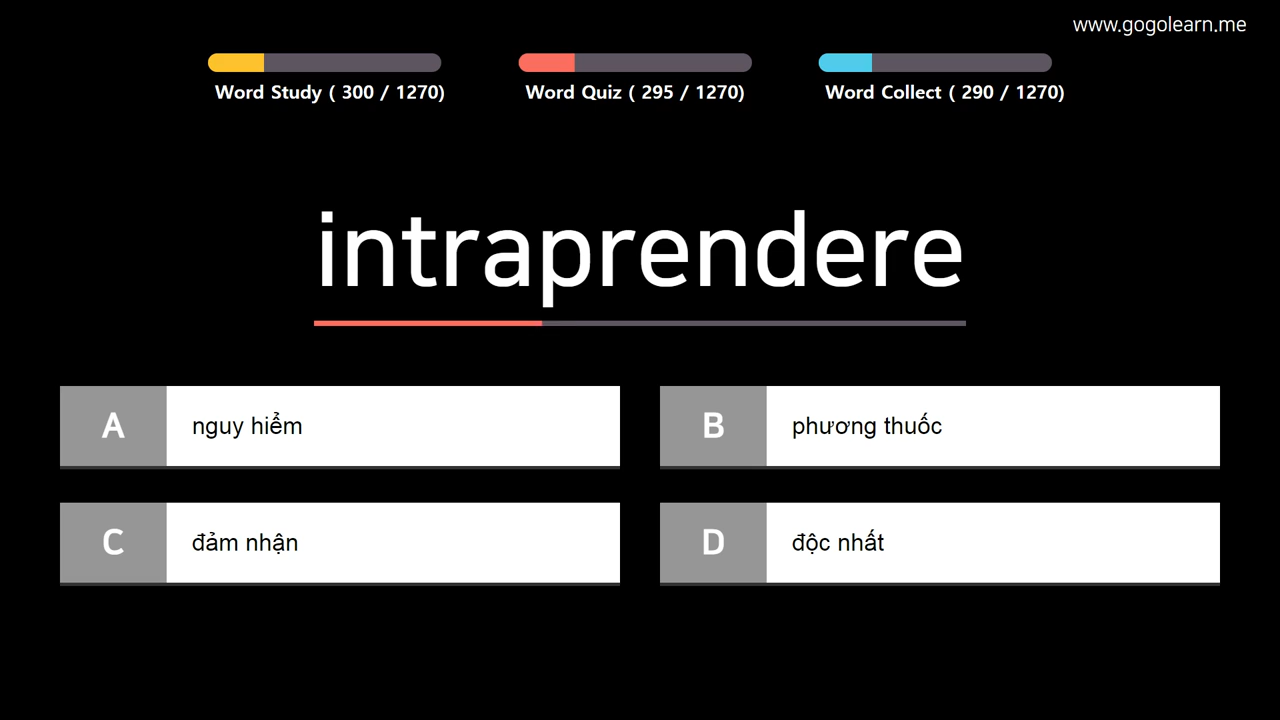 www.gogolearn.me
Word Study ( 300 / 1270)
Word Quiz ( 295 / 1270)
Word Collect ( 290 / 1270)
intraprendere
A nguy hiểm
B phương thuốc
C đảm nhận
D độc nhất